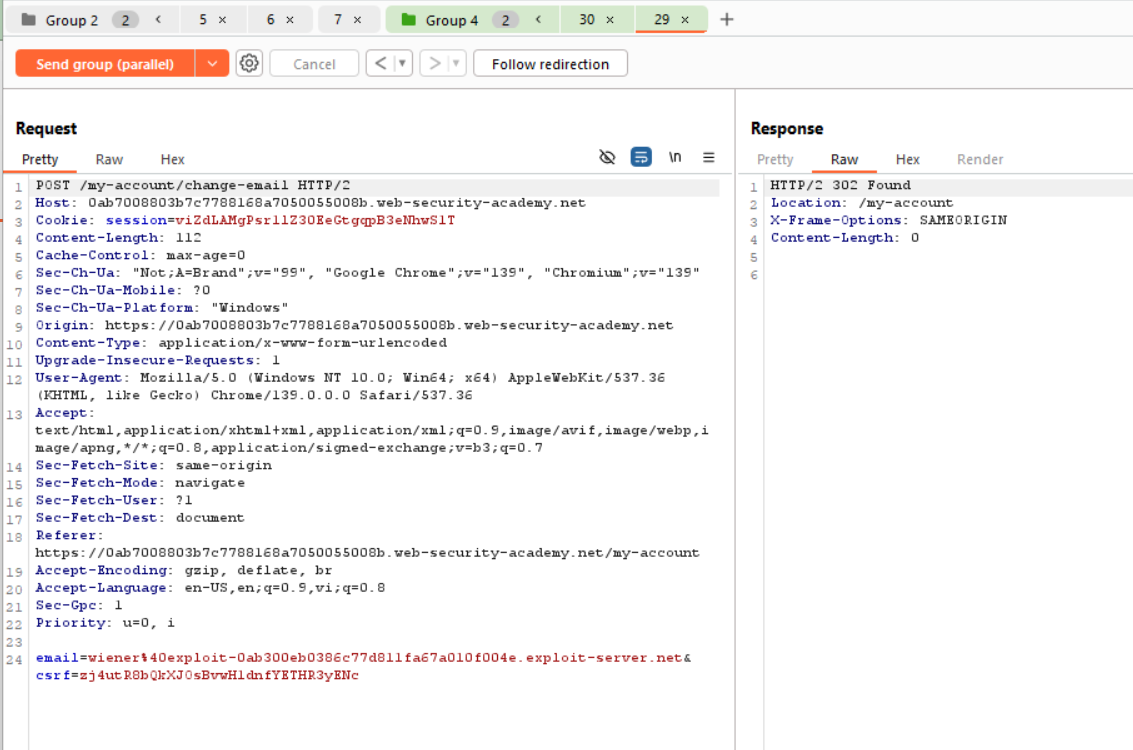 Group 2 2 < 5 × 6 × 7 × Group 4 2 < 30 × 29 × +
Send group (parallel) Cancel < > Follow redirection
Request
Pretty Raw Hex \n
1 POST /my-account/change-email HTTP/2
2 Host: 0ab7008803b7c7788168a7050055008b.web-security-academy.net
3 Cookie: session=viZdLAMgPsr11Z3OEeGtgqpB3eNhwS1T
4 Content-Length: 112
5 Cache-Control: max-age=0
6 Sec-Ch-Ua: "Not;A=Brand";v="99", "Google Chrome";v="139", "Chromium";v="139"
7 Sec-Ch-Ua-Mobile: ?0
8 Sec-Ch-Ua-Platform: "Windows"
9 Origin: https://0ab7008803b7c7788168a7050055008b.web-security-academy.net
10 Content-Type: application/x-www-form-urlencoded
11 Upgrade-Insecure-Requests: 1
12 User-Agent: Mozilla/5.0 (Windows NT 10.0; Win64; x64) AppleWebKit/537.36
(KHTML, like Gecko) Chrome/139.0.0.0 Safari/537.36
13 Accept:
text/html,application/xhtml+xml,application/xml;q=0.9,image/avif,image/webp,i
mage/apng,*/*;q=0.8,application/signed-exchange;v=b3;q=0.7
14 Sec-Fetch-Site: same-origin
15 Sec-Fetch-Mode: navigate
16 Sec-Fetch-User: ?1
17 Sec-Fetch-Dest: document
18 Referer:
https://0ab7008803b7c7788168a7050055008b.web-security-academy.net/my-account
19 Accept-Encoding: gzip, deflate, br
20 Accept-Language: en-US,en;q=0.9,vi;q=0.8
21 Sec-Gpc: 1
22 Priority: u=0, i
23
24 email=wiener%40exploit-0ab300eb0386c77d811fa67a010f004e.exploit-server.net&
csrf=zj4utR8bQkXJ0sBvwHldnfYETHR3yENc
Response
Pretty Raw Hex Render
1 HTTP/2 302 Found
2 Location: /my-account
3 X-Frame-Options: SAMEORIGIN
4 Content-Length: 0
5
6